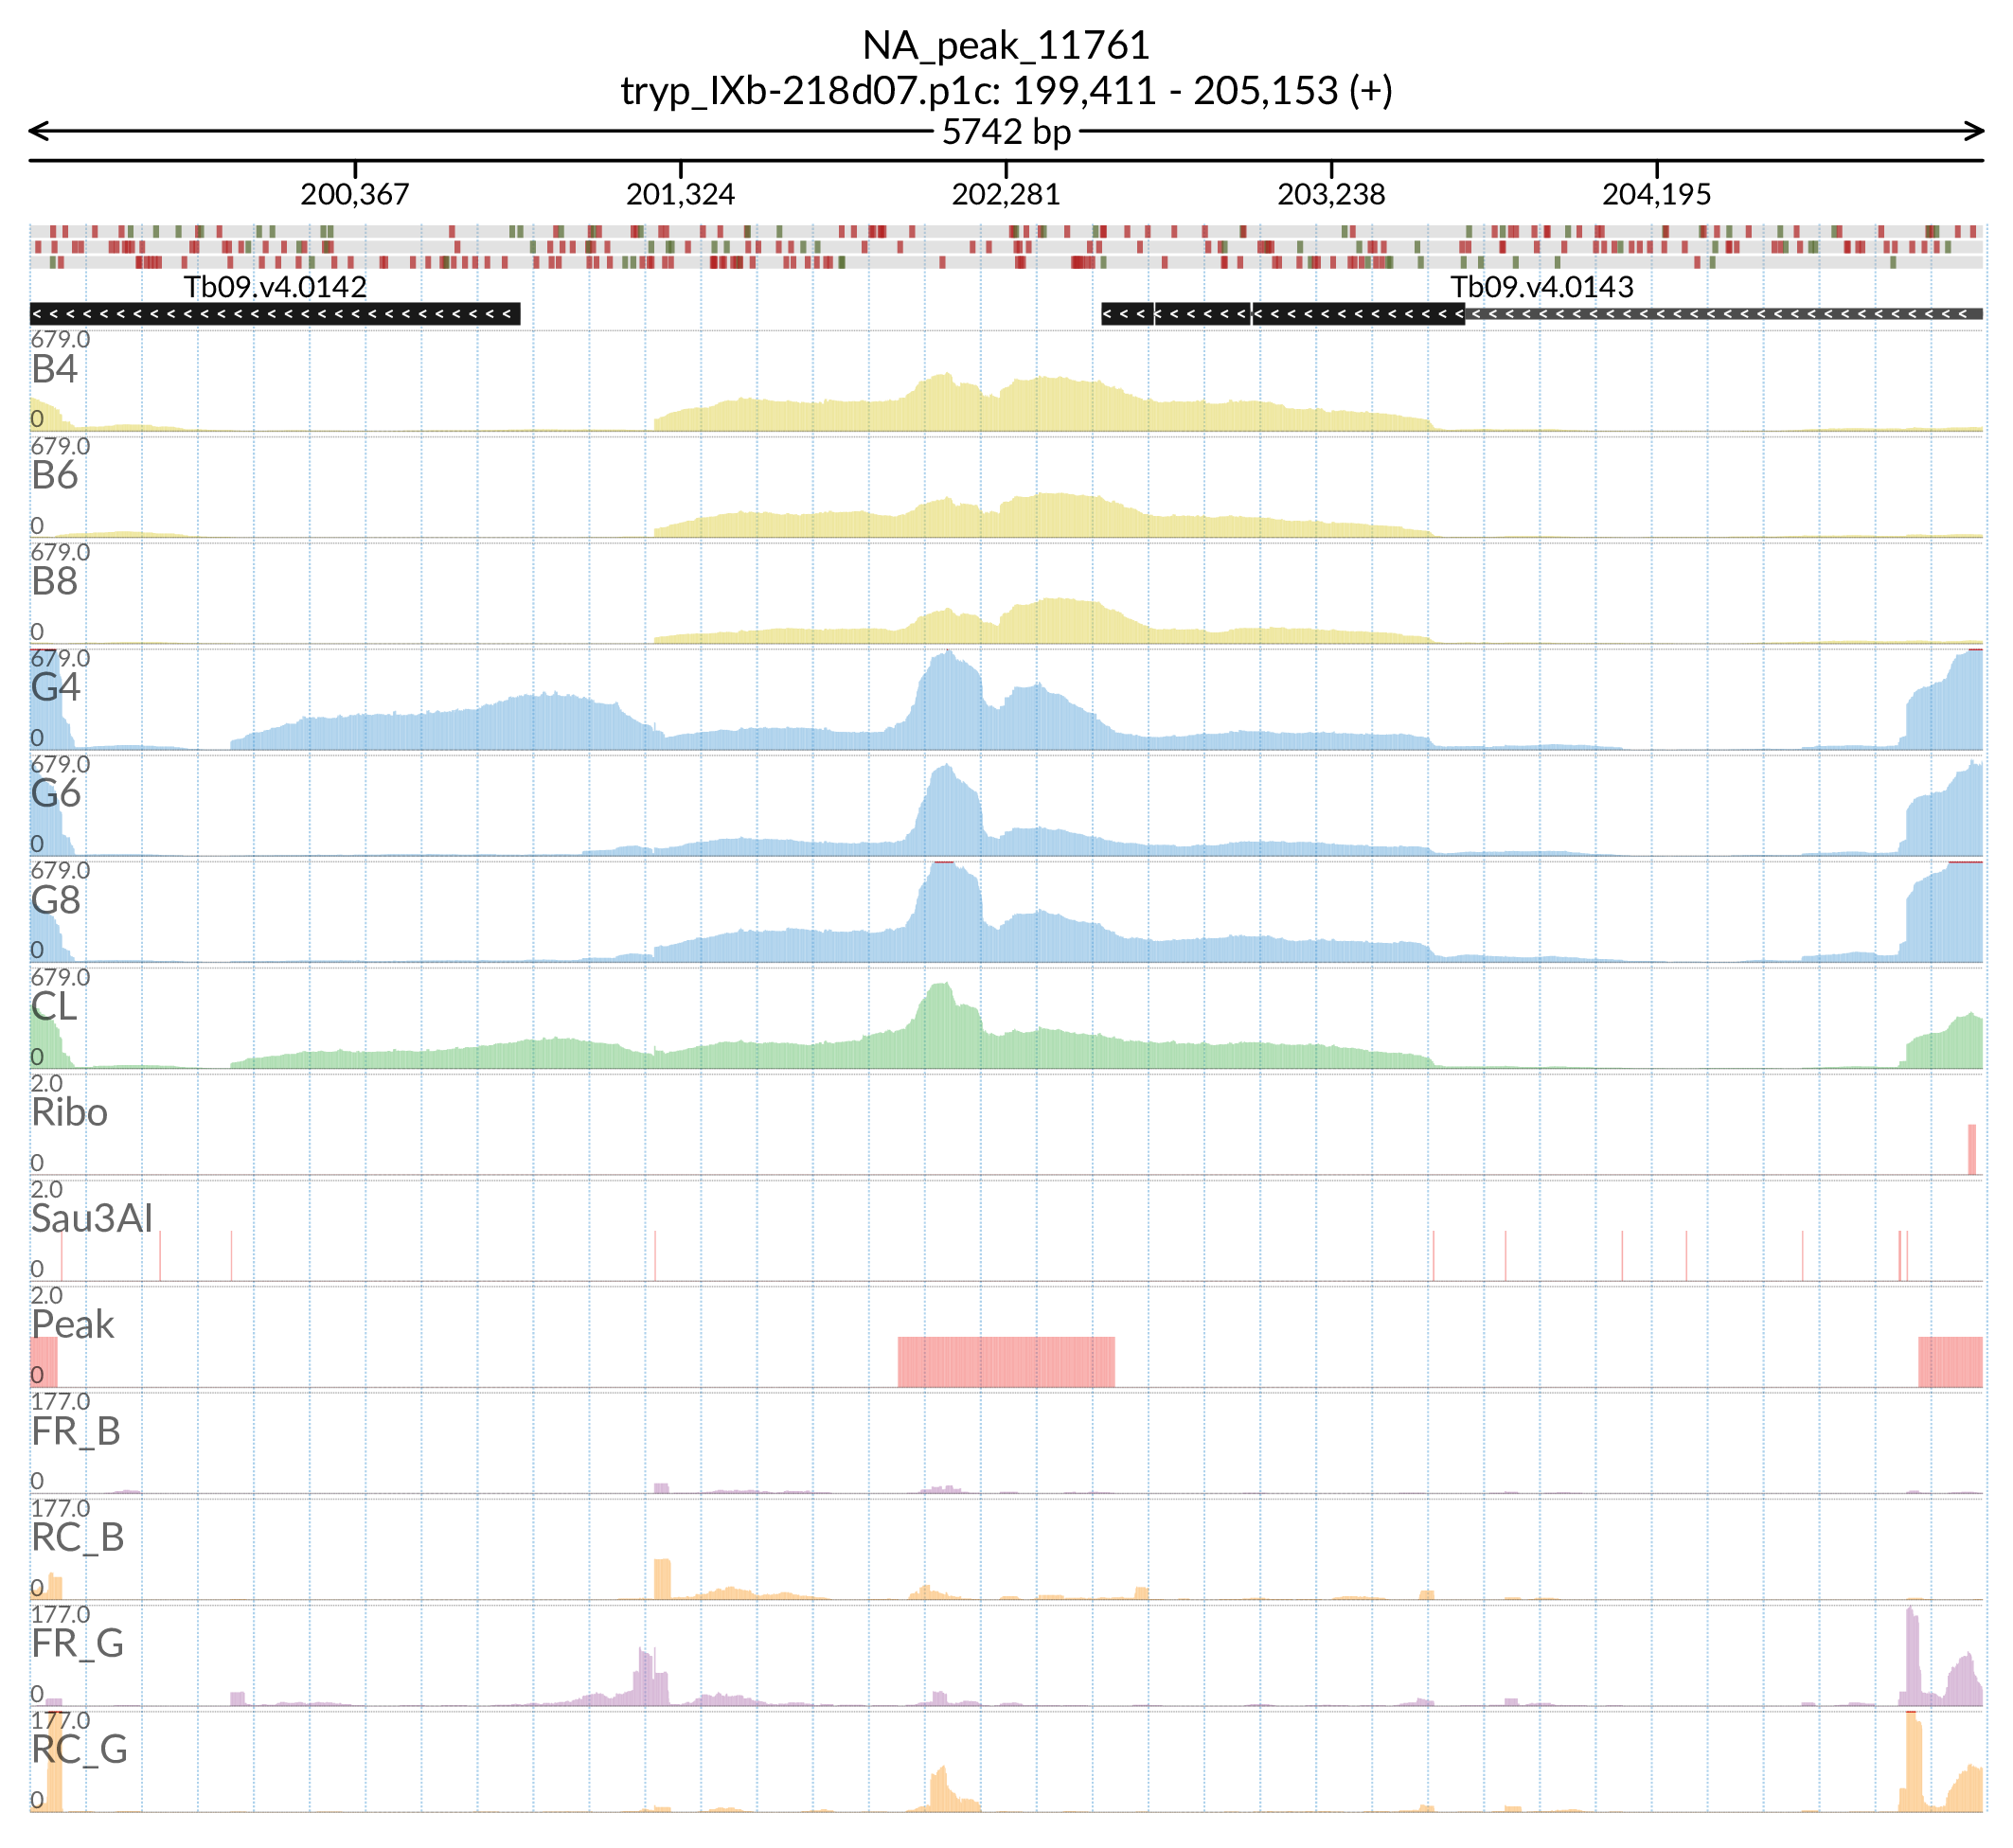 NA_peak_11761
tryp_IXb-218d07.p1c: 199,411 - 205,153 (+)
5742 bp
200,367 201,324 202,281 203,238 204,195
Tb09.v4.0142 Tb09.v4.0143
679.0
B4
0
679.0
B6
0
679.0
B8
0
679.0
G4
0
679.0
G6
0
679.0
G8
0
679.0
CL
0
2.0
Ribo
0
2.0
Sau3AI
0
2.0
Peak
0
177.0
FR_B
0
177.0
RC_B
0
177.0
FR_G
0
177.0
RC_G
0